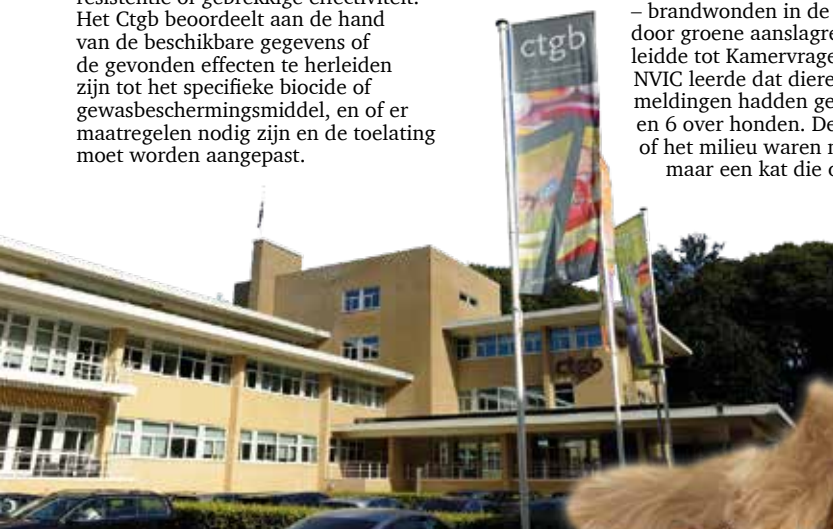 resistentie of gebrekkige effectiviteit.
Het Ctgb beoordeelt aan de hand
van de beschikbare gegevens of
de gevonden effecten te herleiden
zijn tot het specifieke biocide of
gewasbeschermingsmiddel, en of er
maatregelen nodig zijn en de toelating
moet worden aangepast.
– brandwonden in de
door groene aanslagre
leidde tot Kamervrage
NVIC leerde dat diere
meldingen hadden ge
en 6 over honden. De
of het milieu waren
maar een kat die
ctgb
ctgb